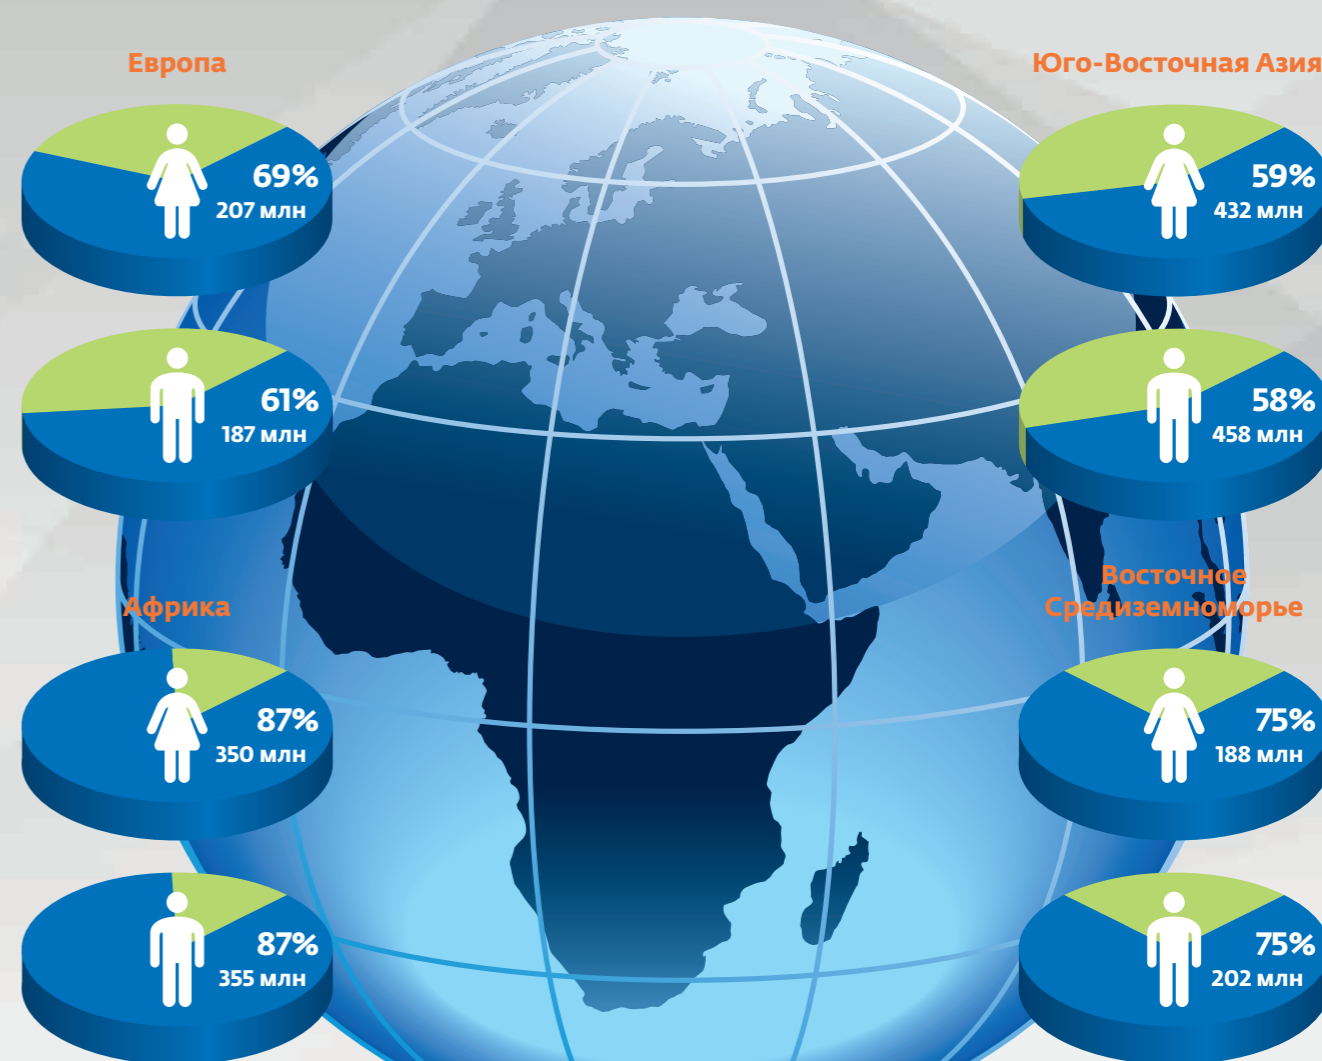 Европа
69%
207 млн
61%
187 млн
Африка
87%
350 млн
87%
355 млн
Юго-Восточная Азия
59%
432 млн
58%
458 млн
Восточное
Средиземноморье
75%
188 млн
75%
202 млн